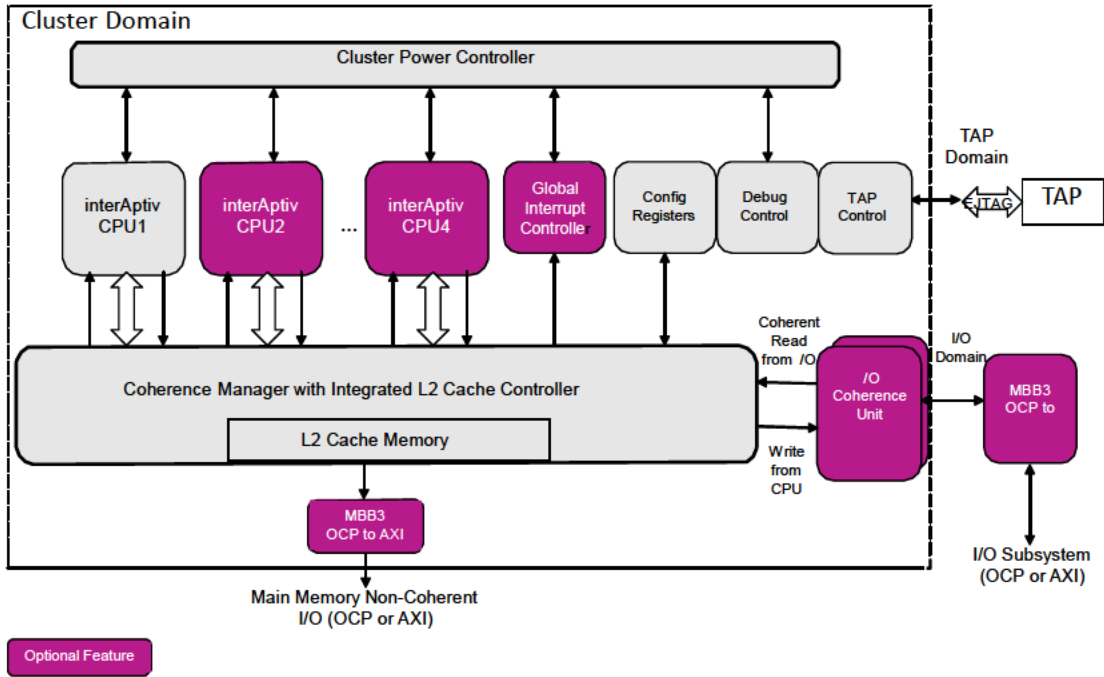 Cluster Domain
Cluster Power Controller
interAptiv
CPU1
interAptiv
CPU2
...
interAptiv
CPU4
Global
Interrupt
Controller
Config
Registers
Debug
Control
TAP
Control
TAP
Domain
EJTAG
TAP
Coherent
Read
from /O
I/O
Domain
Coherence Manager with Integrated L2 Cache Controller
L2 Cache Memory
/O
Coherence
Unit
MBB3
OCP to
Write
from
CPU
MBB3
OCP to AXI
I/O Subsystem
(OCP or AXI)
Main Memory Non-Coherent
I/O (OCP or AXI)
Optional Feature